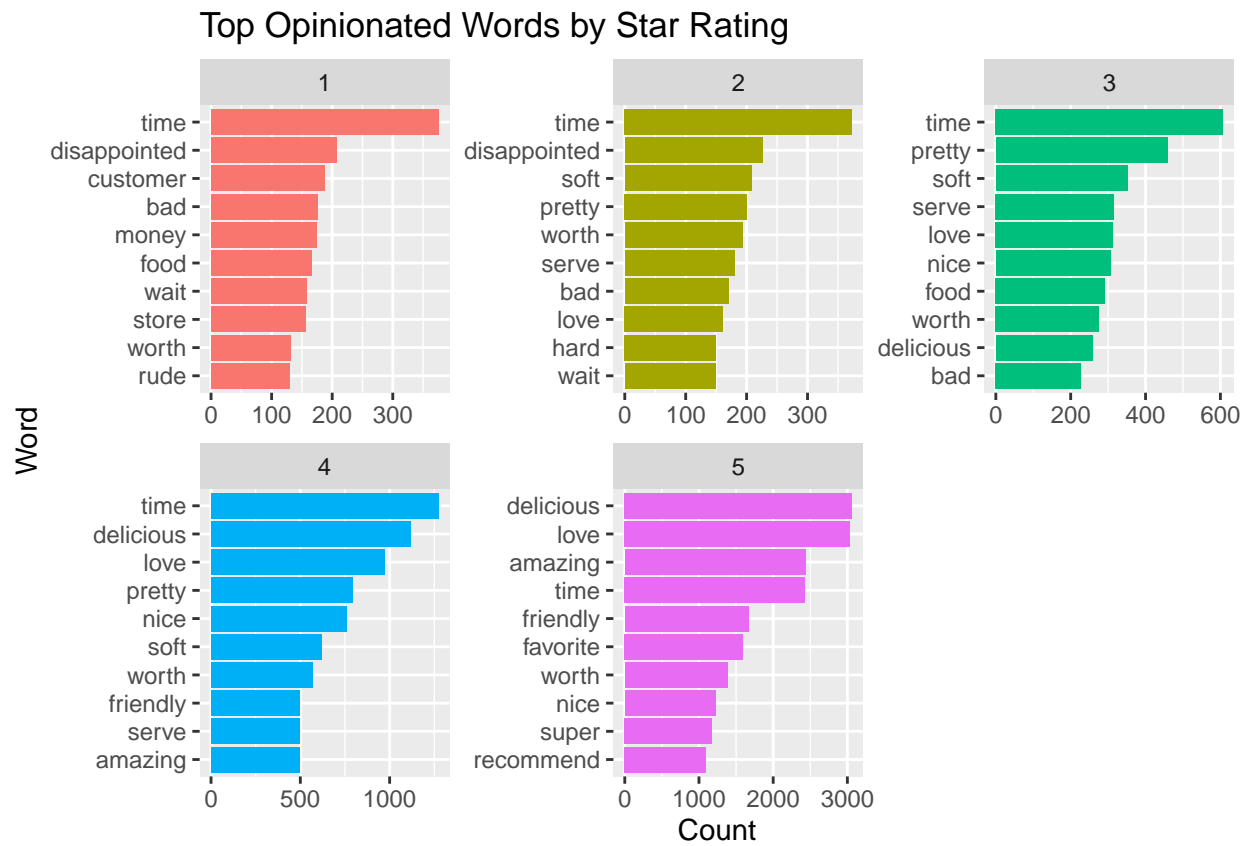 Top Opinionated Words by Star Rating
1
time
disappointed
customer
bad
money
food
wait
store
worth
rude
0 100 200 300
2
time
disappointed
soft
pretty
worth
serve
bad
love
hard
wait
0 100 200 300
3
time
pretty
soft
serve
love
nice
food
worth
delicious
bad
0 200 400 600
4
time
delicious
love
pretty
nice
soft
worth
friendly
serve
amazing
0 500 1000
5
delicious
love
amazing
time
friendly
favorite
worth
nice
super
recommend
0 1000 2000 3000
Word
Count